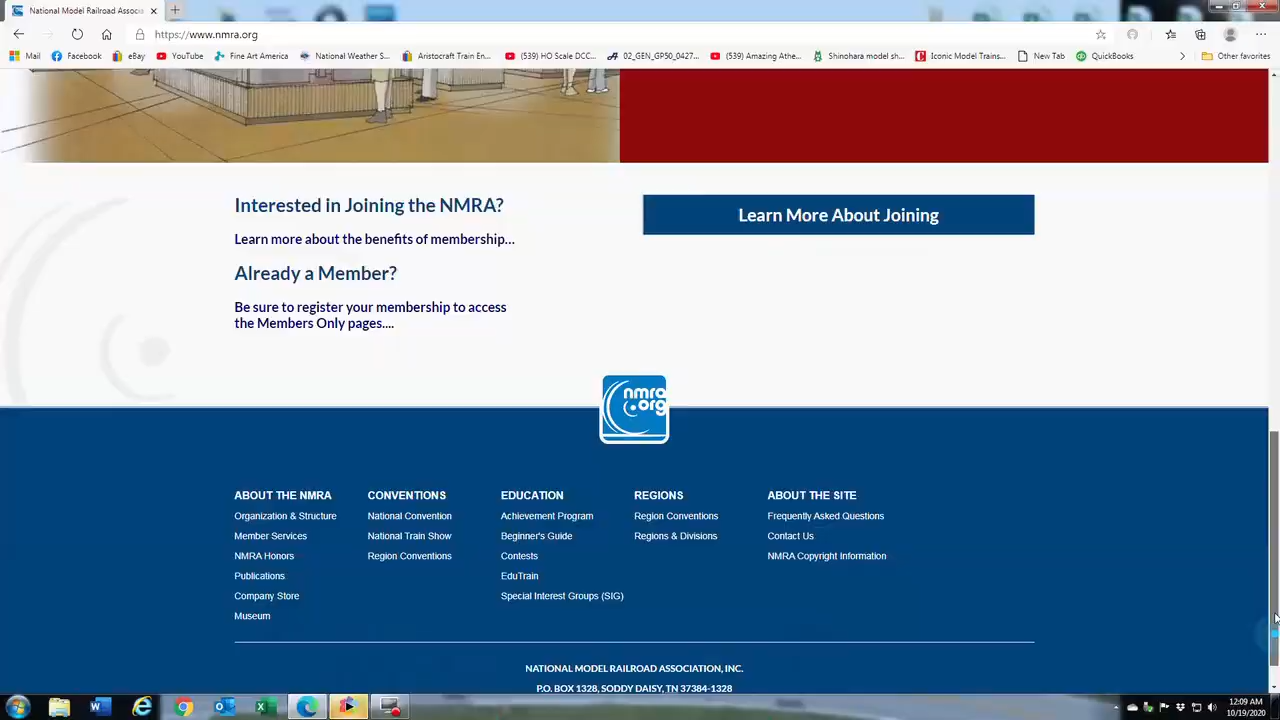 National Model Railroad Associa
https://www.nmra.org
Mail
Facebook
eBay
YouTube
Fine Art America
National Weather S...
Aristocraft Train En...
(539) HO Scale DCC...
02_GEN_GP50_0427...
(539) Amazing Athe...
Shinohara model sh...
Iconic Model Trains...
New Tab
QuickBooks
Other favorites
Interested in Joining the NMRA?
Learn More About Joining
Learn more about the benefits of membership...
Already a Member?
Be sure to register your membership to access
the Members Only pages....
nmra
.org
ABOUT THE NMRA
Organization & Structure
Member Services
NMRA Honors
Publications
Company Store
Museum
CONVENTIONS
National Convention
National Train Show
Region Conventions
EDUCATION
Achievement Program
Beginner's Guide
Contests
EduTrain
Special Interest Groups (SIG)
REGIONS
Region Conventions
Regions & Divisions
ABOUT THE SITE
Frequently Asked Questions
Contact Us
NMRA Copyright Information
NATIONAL MODEL RAILROAD ASSOCIATION, INC.
P.O. BOX 1328, SODDY DAISY, TN 37384-1328
12:09 AM
10/19/2020